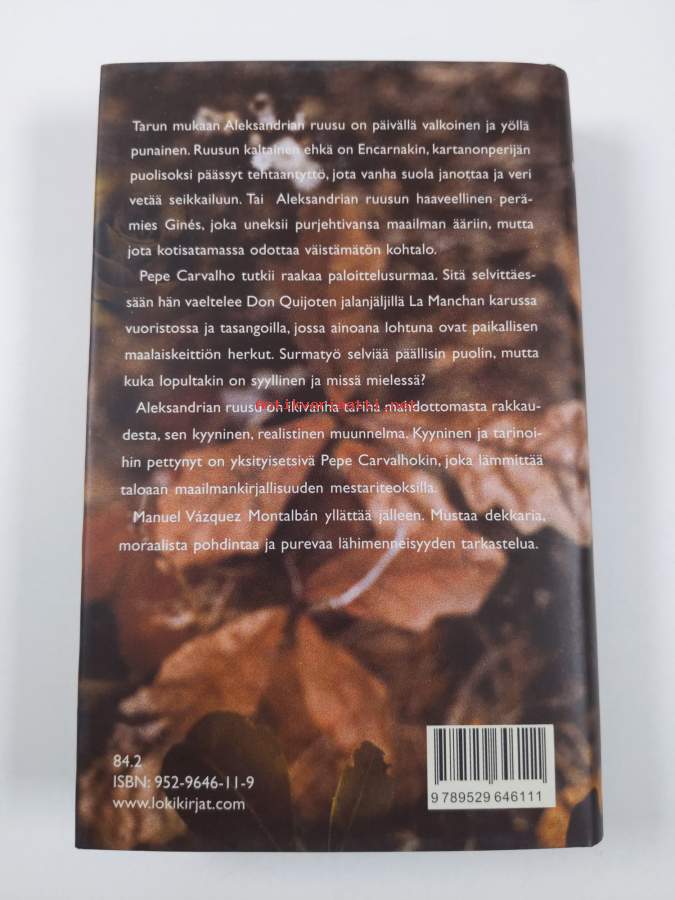 Tarun mukaan Aleksandrian ruusu on päivällä valkoinen ja yöllä
punainen. Ruusun kaltainen ehkä on Encarnakin, kartanonperijän
puolisoksi päässyt tehtaantyttö, jota vanha suola janottaa ja veri
vetää seikkailuun. Tai Aleksandrian ruusun haaveellinen perä-
mies Ginés, joka uneksii purjehtivansa maailman ääriin, mutta
jota kotisatamassa odottaa väistämätön kohtalo.
Pepe Carvalho tutkii raakaa paloittelusurmaa. Sitä selvittäes-
sään hän vaeltelee Don Quijoten jalanjäljillä La Manchan karussa
vuoristossa ja tasangoilla, jossa ainoana lohtuna ovat paikallisen
maalaiskeittiön herkut. Surmatyö selviää päällisin puolin, mutta
kuka lopultakin on syyllinen ja missä mielessä?
antikvariaatti.net
Aleksandrian ruusu on ikivanha tarina mahdottomasta rakkau-
desta, sen kyyninen, realistinen muunnelma. Kyyninen ja tarinoi-
hin pettynyt on yksityisetsivä Pepe Carvalhokin, joka lämmittää
taloaan maailmankirjallisuuden mestariteoksilla.
Manuel Vázquez Montalbán yllättää jälleen. Mustaa dekkaria,
moraalista pohdintaa ja purevaa lähimenneisyyden tarkastelua.
84.2
ISBN: 952-9646-11-9
www.lokikirjat.com
9 789529 646111